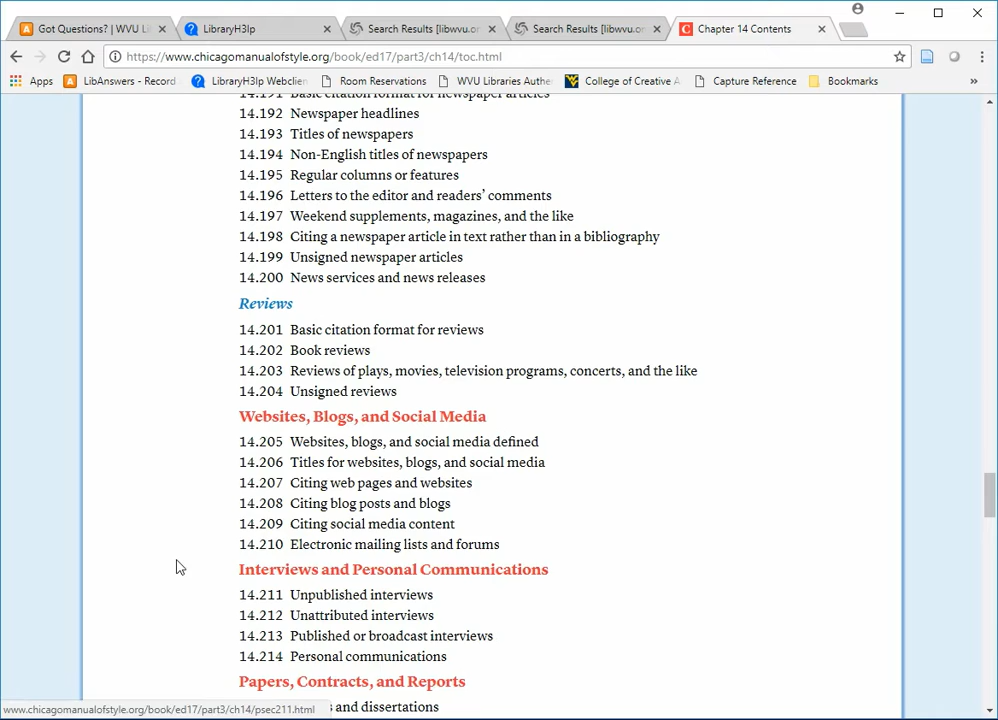 Got Questions? | WVU Li
LibraryH3lp
Search Results [libwvu.or
Search Results [libwvu.on
Chapter 14 Contents
https://www.chicagomanualofstyle.org/book/ed17/part3/ch14/toc.html
Apps
LibAnswers - Record
LibraryH3lp Webclien
Room Reservations
WVU Libraries Authe
College of Creative A
Capture Reference
Bookmarks
»
14.191 Basic citation format for newspaper articles
14.192 Newspaper headlines
14.193 Titles of newspapers
14.194 Non-English titles of newspapers
14.195 Regular columns or features
14.196 Letters to the editor and readers’ comments
14.197 Weekend supplements, magazines, and the like
14.198 Citing a newspaper article in text rather than in a bibliography
14.199 Unsigned newspaper articles
14.200 News services and news releases
Reviews
14.201 Basic citation format for reviews
14.202 Book reviews
14.203 Reviews of plays, movies, television programs, concerts, and the like
14.204 Unsigned reviews
Websites, Blogs, and Social Media
14.205 Websites, blogs, and social media defined
14.206 Titles for websites, blogs, and social media
14.207 Citing web pages and websites
14.208 Citing blog posts and blogs
14.209 Citing social media content
14.210 Electronic mailing lists and forums
Interviews and Personal Communications
14.211 Unpublished interviews
14.212 Unattributed interviews
14.213 Published or broadcast interviews
14.214 Personal communications
Papers, Contracts, and Reports
s and dissertations
www.chicagomanualofstyle.org/book/ed17/part3/ch14/psec211.html